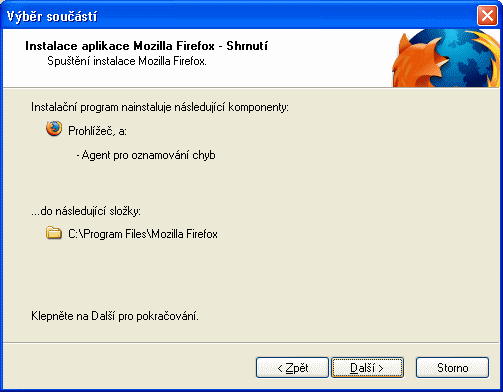 Výběr součástí
Instalace aplikace Mozilla Firefox - Shrnutí
Spuštění instalace Mozilla Firefox.
Instalační program nainstaluje následující komponenty:
Prohlížeč, a:
- Agent pro oznamování chyb
...do následující složky:
C:\Program Files\Mozilla Firefox
Klepněte na Další pro pokračování.
< Zpět
Další >
Storno